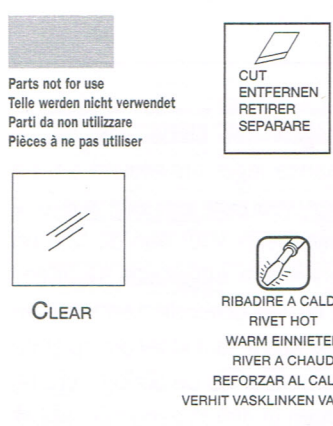 Parts not for use
Telle werden nicht verwendet
Parti da non utilizzare
Pièces à ne pas utiliser
CUT
ENTFERNEN
RETIRER
SEPARARE
CLEAR
RIBADIRE A CALD
RIVET HOT
WARM EINNIETE
RIVER A CHAUD
REFORZAR AL CAL
VERHIT VASKLINKEN VA